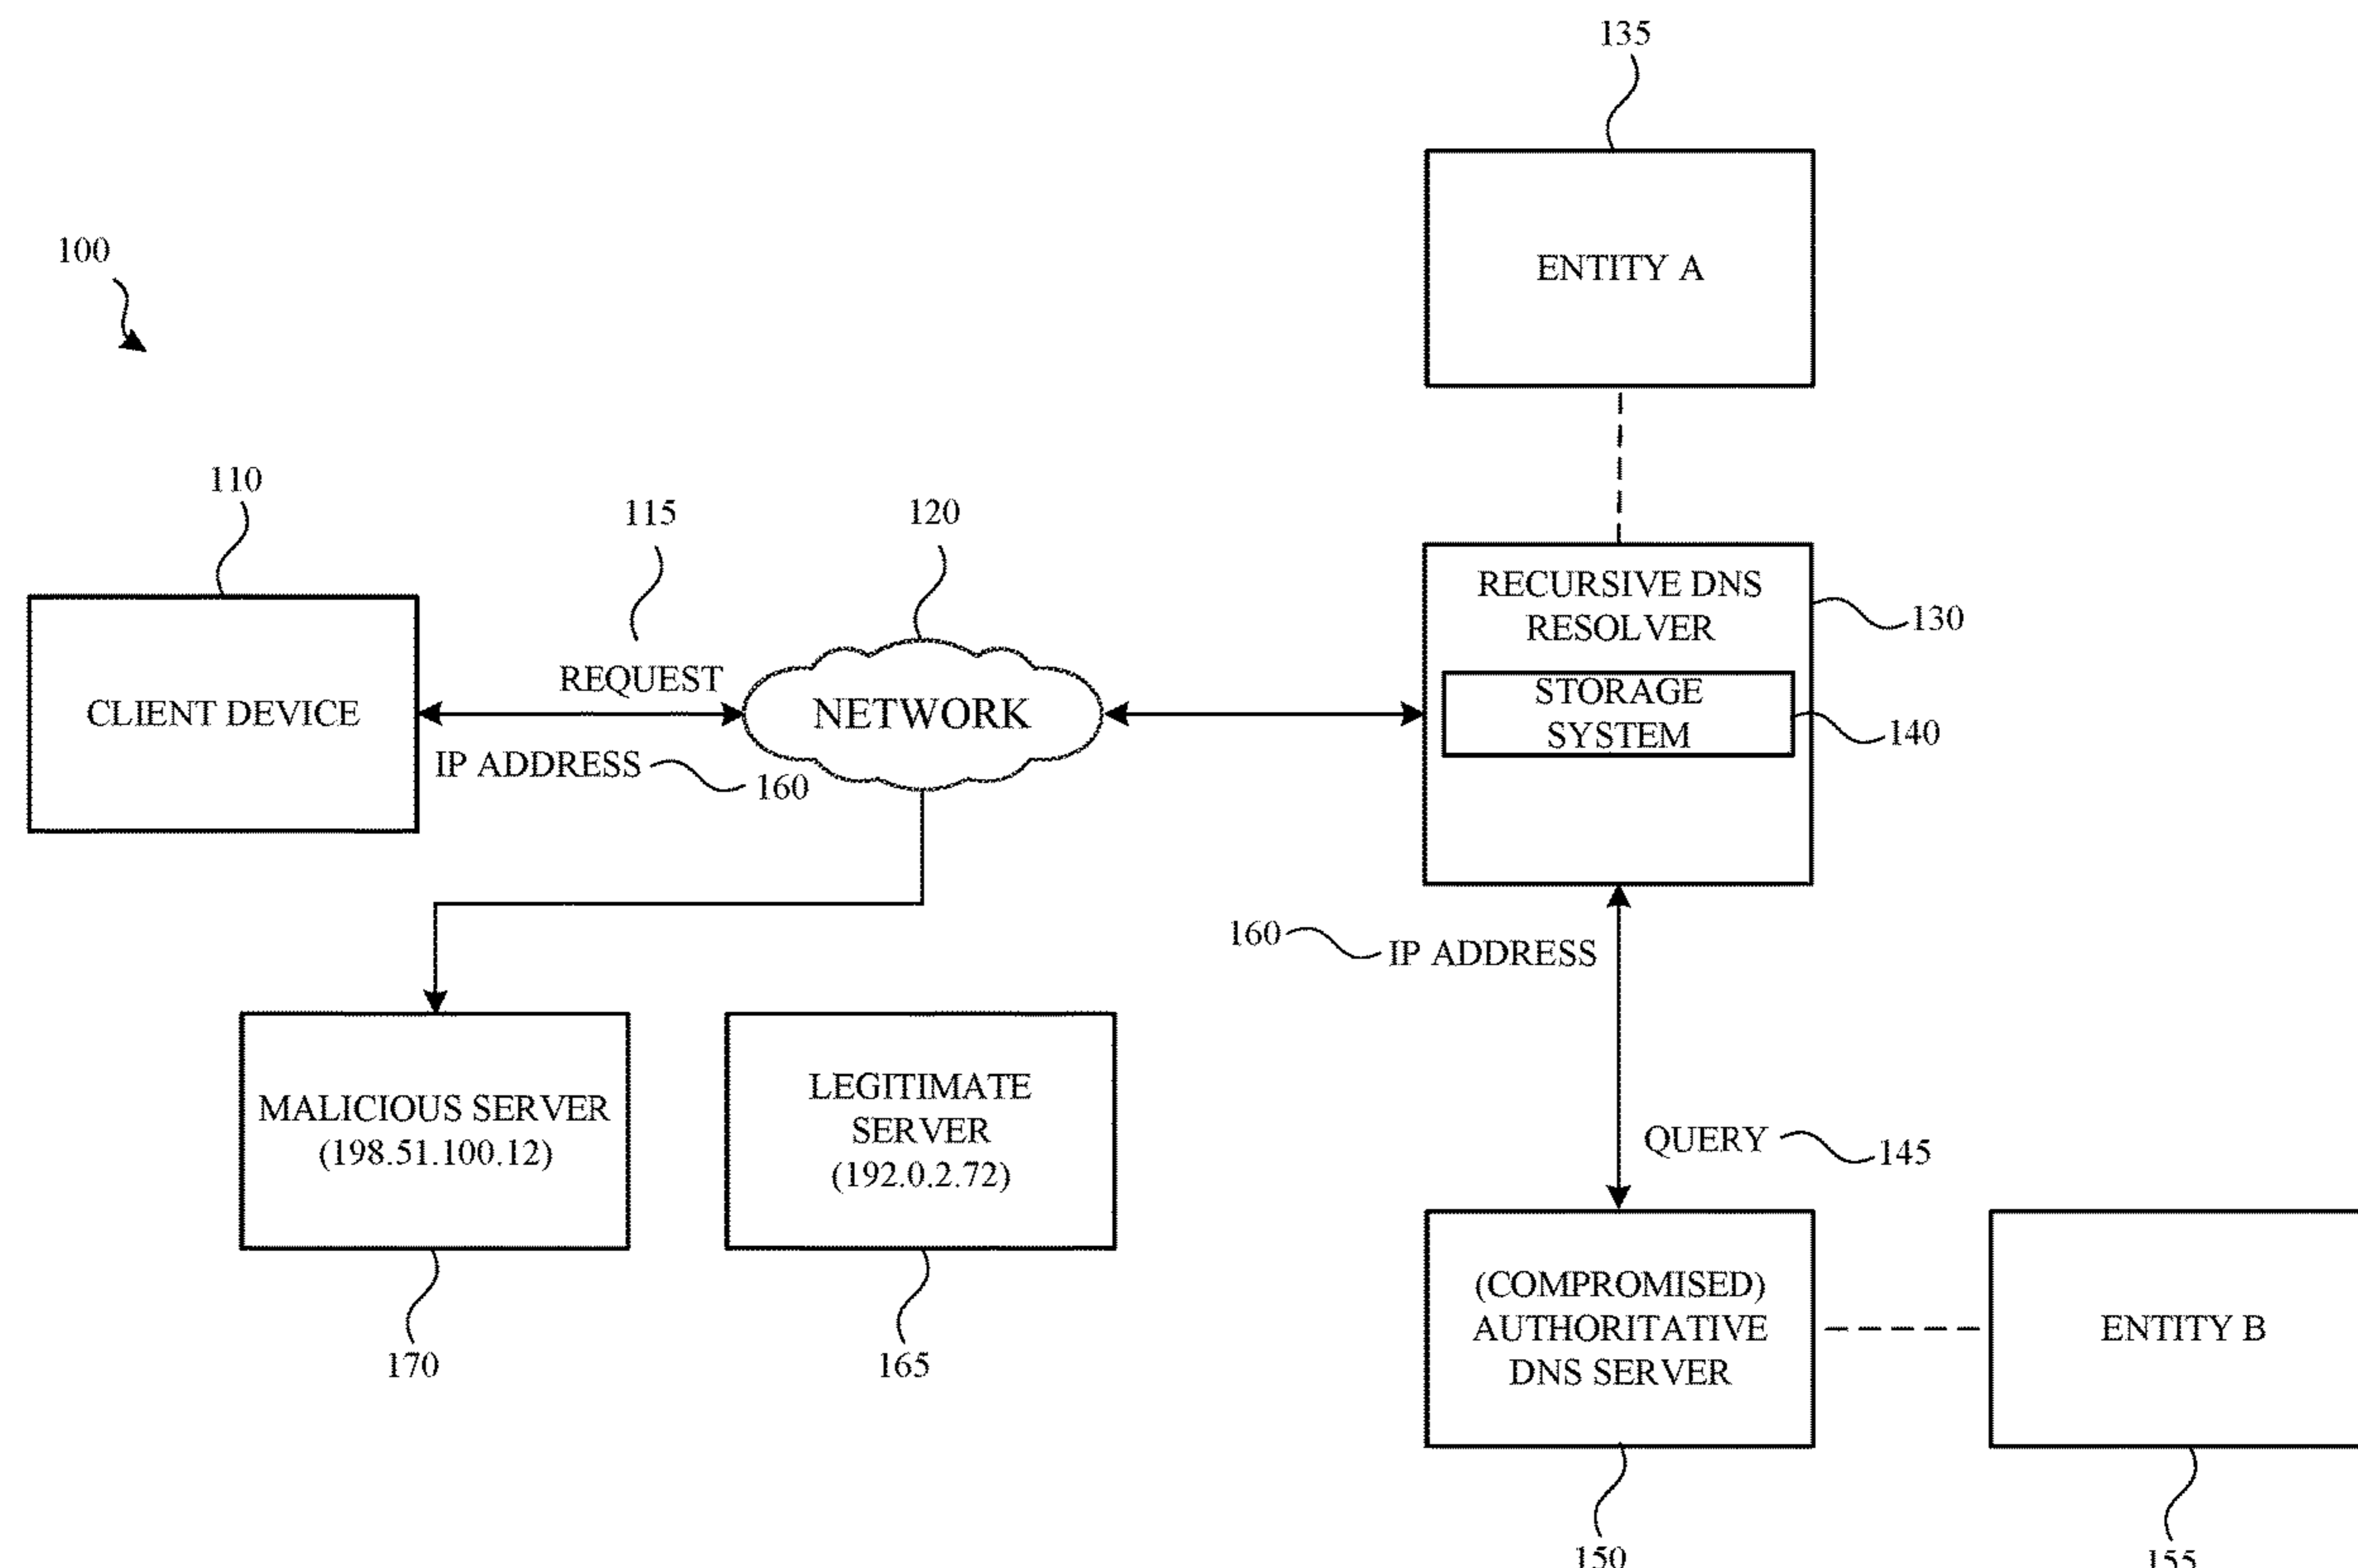 135
ENTITY A
100
110
115
120
RECURSIVE DNS
RESOLVER
130
REQUEST
CLIENT DEVICE
NETWORK
STORAGE
SYSTEM
140
IP ADDRESS
160
160
IP ADDRESS
MALICIOUS SERVER
(198.51.100.12)
LEGITIMATE
SERVER
(192.0.2.72)
QUERY
145
170
165
(COMPROMISED)
AUTHORITATIVE
DNS SERVER
ENTITY B
150
155